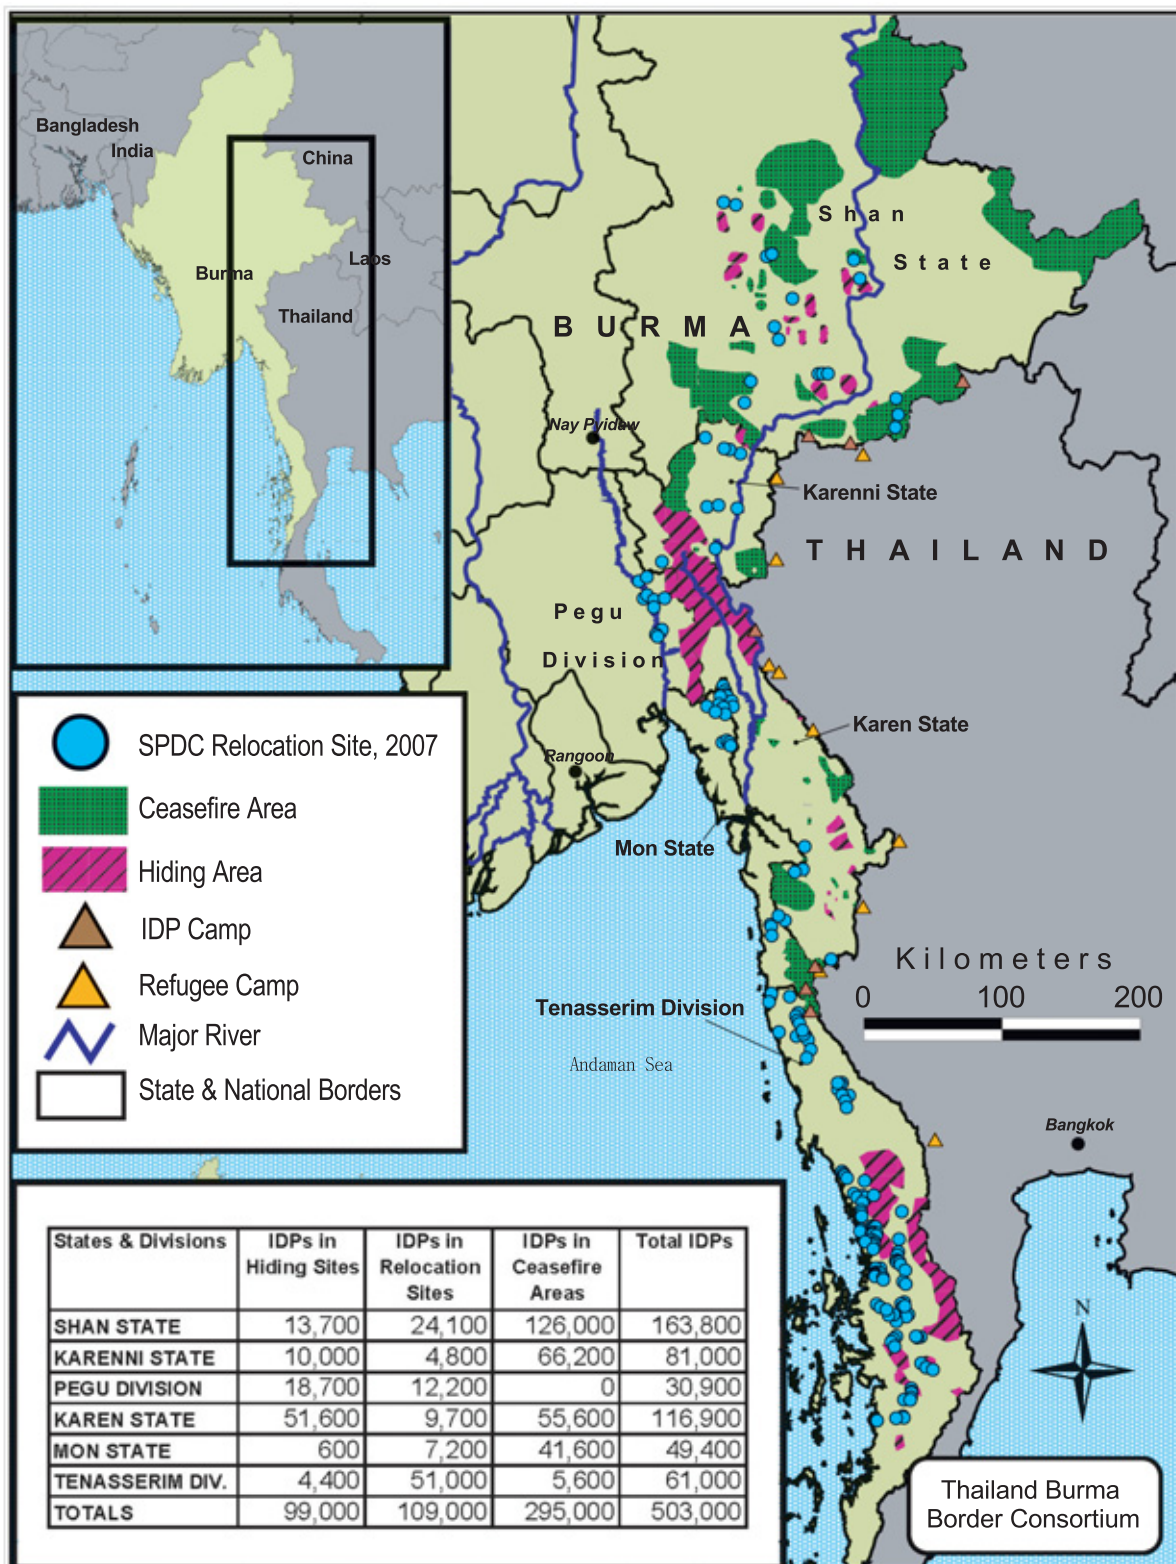 Bangladesh
India
China
Burma
Laos
Thailand
Shan
State
BURMA
Nay Pyidaw
Karenni State
THAILAND
Pegu
Division
Karen State
Rangoon
Mon State
Kilometers
0 100 200
Tenasserim Division
Andaman Sea
Bangkok
SPDC Relocation Site, 2007
Ceasefire Area
Hiding Area
IDP Camp
Refugee Camp
Major River
State & National Borders
States & Divisions IDPs in Hiding Sites IDPs in Relocation Sites IDPs in Ceasefire Areas Total IDPs
SHAN STATE 13,700 24,100 126,000 163,800
KARENNI STATE 10,000 4,800 66,200 81,000
PEGU DIVISION 18,700 12,200 0 30,900
KAREN STATE 51,600 9,700 55,600 116,900
MON STATE 600 7,200 41,600 49,400
TENASSERIM DIV. 4,400 51,000 5,600 61,000
TOTALS 99,000 109,000 295,000 503,000
N
Thailand Burma
Border Consortium